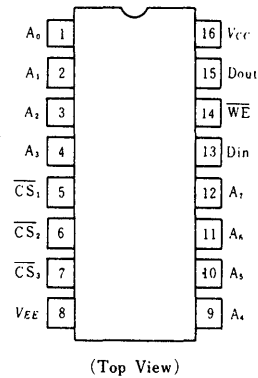 A₀ 1 16 Vcc
A₁ 2 15 Dout
A₂ 3 14 W̅E̅
A₃ 4 13 Din
C̅S̅₁ 5 12 A₇
C̅S̅₂ 6 11 A₆
C̅S̅₃ 7 10 A₅
VEE 8 9 A₄
(Top View)